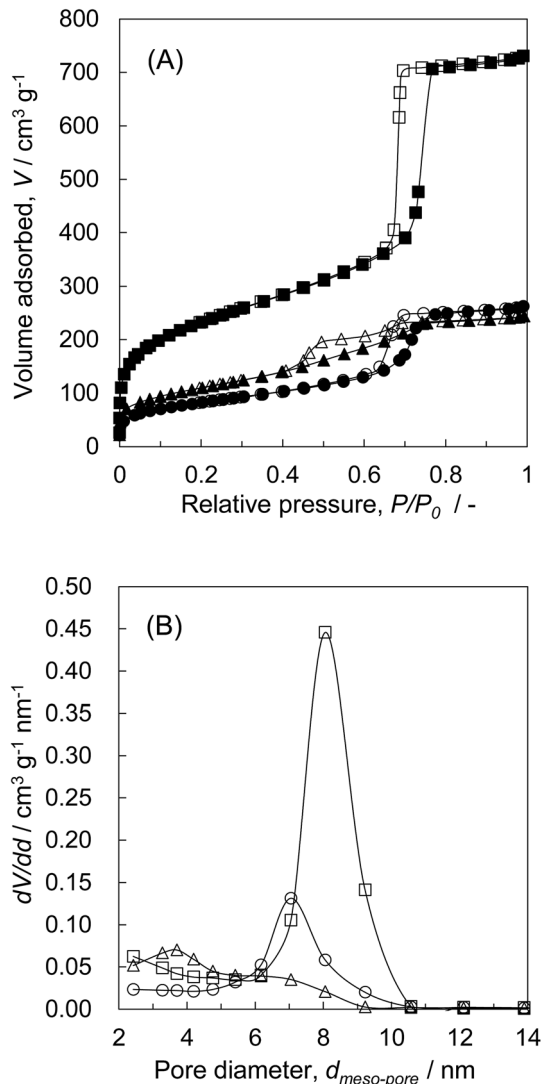 800
700
600
500
400
300
200
100
0
(A)
Volume adsorbed, V / cm³ g⁻¹
0 0.2 0.4 0.6 0.8 1
Relative pressure, P/P₀ / -
0.50
0.45
0.40
0.35
0.30
0.25
0.20
0.15
0.10
0.05
0.00
(B)
dV/dd / cm³ g⁻¹ nm⁻¹
2 4 6 8 10 12 14
Pore diameter, d_meso-pore / nm